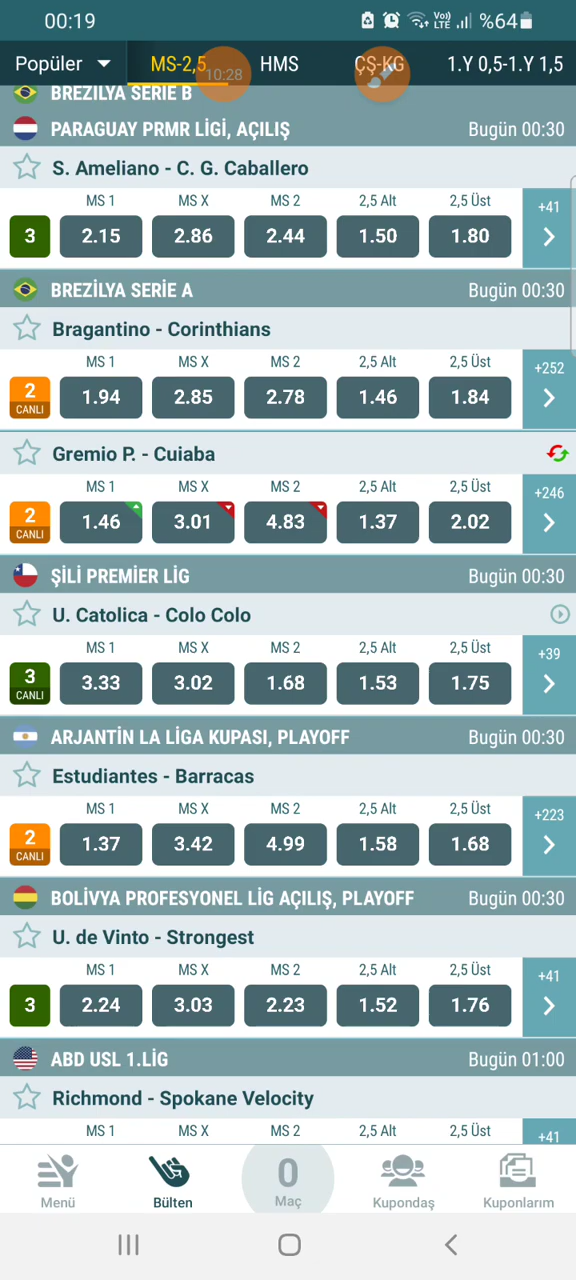 00:19 Vo)) LTE %64
Popüler MS-2,5 10:28 HMS ÇŞ-KG 1.Y 0,5-1.Y 1,5
BREZİLYA SERIE B
PARAGUAY PRMR LİGİ, AÇILIŞ Bugün 00:30
S. Ameliano - C. G. Caballero
MS 1 MS X MS 2 2,5 Alt 2,5 Üst +41
3 2.15 2.86 2.44 1.50 1.80
BREZİLYA SERİE A Bugün 00:30
Bragantino - Corinthians
MS 1 MS X MS 2 2,5 Alt 2,5 Üst +252
2 1.94 2.85 2.78 1.46 1.84
CANLI
Gremio P. - Cuiaba
MS 1 MS X MS 2 2,5 Alt 2,5 Üst +246
2 1.46 3.01 4.83 1.37 2.02
CANLI
ŞİLİ PREMİER LİG Bugün 00:30
U. Catolica - Colo Colo
MS 1 MS X MS 2 2,5 Alt 2,5 Üst +39
3 3.33 3.02 1.68 1.53 1.75
CANLI
ARJANTİN LA LİGA KUPASI, PLAYOFF Bugün 00:30
Estudiantes - Barracas
MS 1 MS X MS 2 2,5 Alt 2,5 Üst +223
2 1.37 3.42 4.99 1.58 1.68
CANLI
BOLİVYA PROFESYONEL LİG AÇILIŞ, PLAYOFF Bugün 00:30
U. de Vinto - Strongest
MS 1 MS X MS 2 2,5 Alt 2,5 Üst +41
3 2.24 3.03 2.23 1.52 1.76
ABD USL 1.LİG Bugün 01:00
Richmond - Spokane Velocity
MS 1 MS X MS 2 2,5 Alt 2,5 Üst +41
0
Menü Bülten Maç Kupondaş Kuponlarım